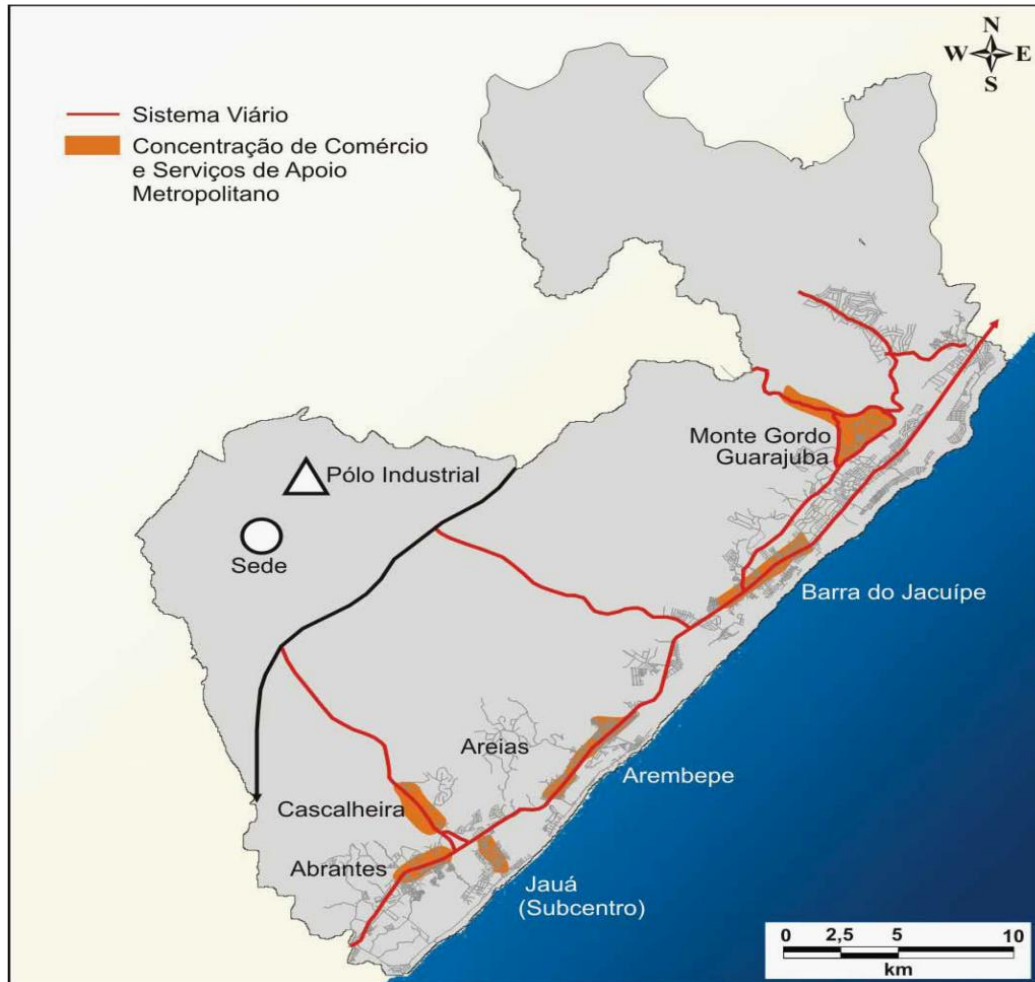 N
W E
S
Sistema Viário
Concentração de Comércio
e Serviços de Apoio
Metropolitano
Monte Gordo
Guarajuba
Pólo Industrial
Sede
Barra do Jacuípe
Areias
Arembepe
Cascalheira
Abrantes
Jauá
(Subcentro)
0 2,5 5 10
km